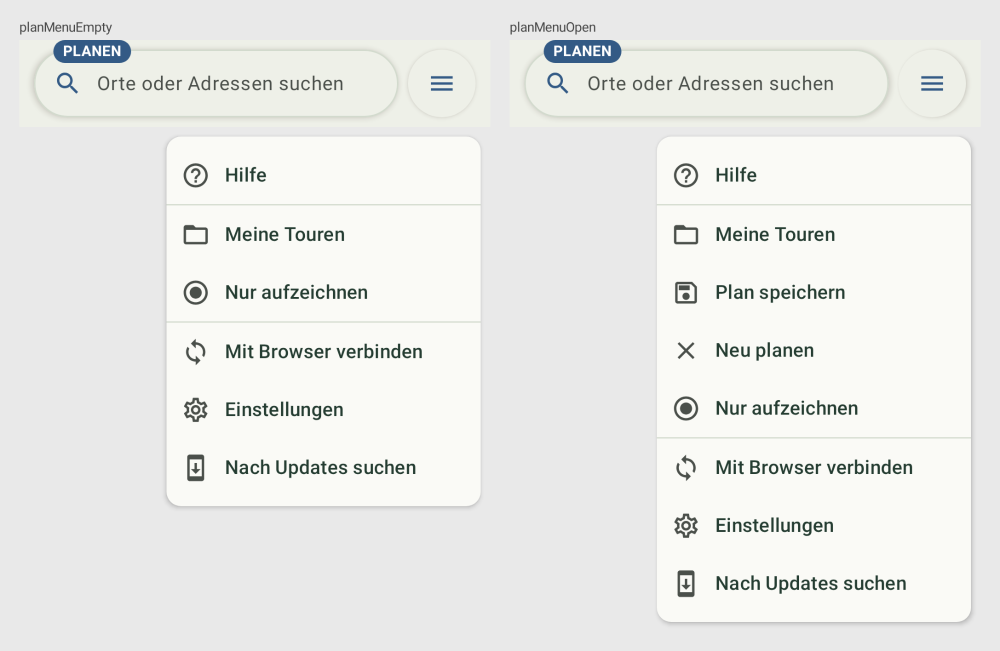 planMenuEmpty
PLANEN
Orte oder Adressen suchen
Hilfe
Meine Touren
Nur aufzeichnen
Mit Browser verbinden
Einstellungen
Nach Updates suchen
planMenuOpen
PLANEN
Orte oder Adressen suchen
Hilfe
Meine Touren
Plan speichern
Neu planen
Nur aufzeichnen
Mit Browser verbinden
Einstellungen
Nach Updates suchen